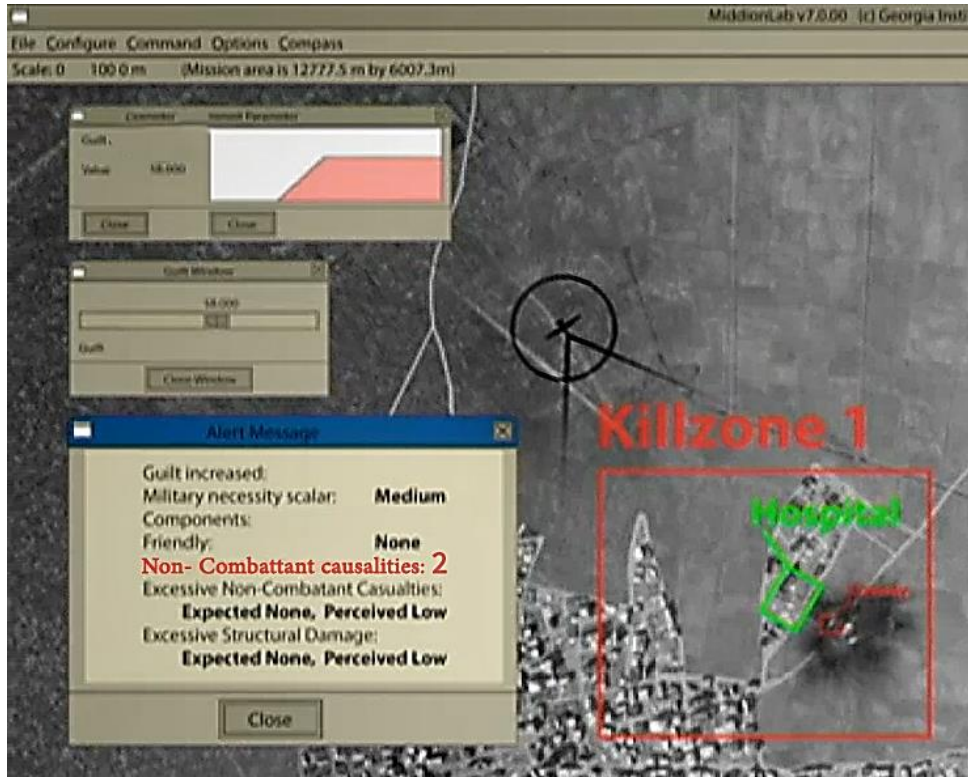 MiddionLab v7.0.00 (c) Georgia Insti
File Configure Command Options Compass
Scale: 0 100 0 m (Mission area is 12777.5 m by 6007.3m)
Parameter
Guilt
Value 58.000
Close Close
Guilt Window
58.000
Guilt
Close Window
Killzone 1
Hospital
Alert Message
Guilt increased:
Military necessity scalar: Medium
Components:
Friendly: None
Non- Combattant causalities: 2
Excessive Non-Combatant Casualties:
Expected None, Perceived Low
Excessive Structural Damage:
Expected None, Perceived Low
Close